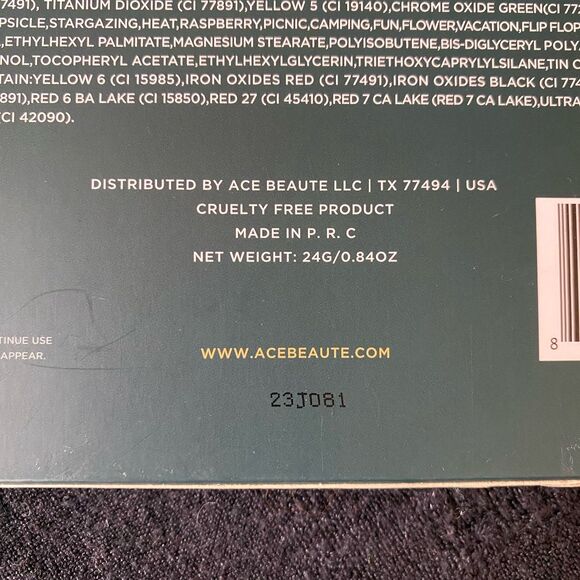 77491), TITANIUM DIOXIDE (CI 77891),YELLOW 5 (CI 19140),CHROME OXIDE GREEN(CI 77
PSICLE,STARGAZING,HEAT,RASPBERRY,PICNIC,CAMPING,FUN,FLOWER,VACATION,FLIP FLOP
,ETHYLHEXYL PALMITATE,MAGNESIUM STEARATE,POLYISOBUTENE,BIS-DIGLYCERYL POLY
NOL,TOCOPHERYL ACETATE,ETHYLHEXYLGLYCERIN,TRIETHOXYCAPRYLYLSILANE,TIN O
TAIN:YELLOW 6 (CI 15985),IRON OXIDES RED (CI 77491),IRON OXIDES BLACK (CI 774
891),RED 6 BA LAKE (CI 15850),RED 27 (CI 45410),RED 7 CA LAKE (RED 7 CA LAKE),ULTRA
(CI 42090).
DISTRIBUTED BY ACE BEAUTE LLC | TX 77494 | USA
CRUELTY FREE PRODUCT
MADE IN P. R. C
NET WEIGHT: 24G/0.84OZ
TINUE USE
APPEAR.
8
WWW.ACEBEAUTE.COM
23J081